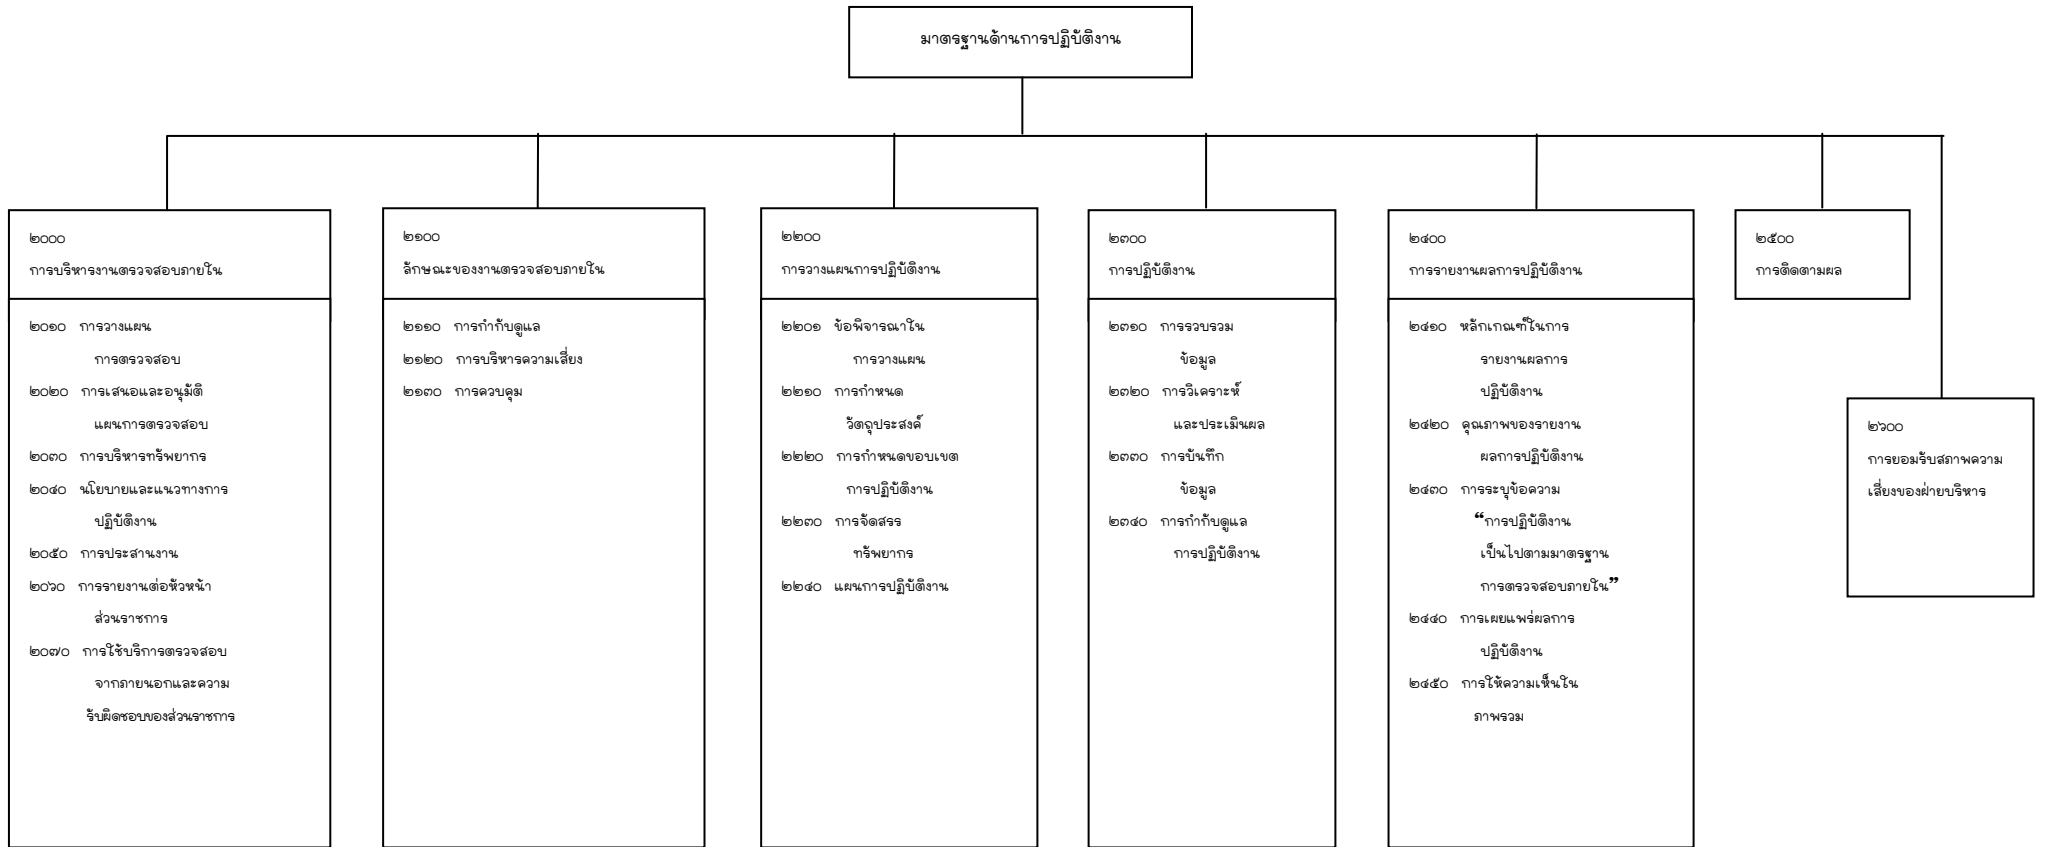 มาตรฐานด้านการปฏิบัติงาน
๒๐๐๐
การบริหารงานตรวจสอบภายใน
๒๐๑๐ การวางแผน
การตรวจสอบ
๒๐๒๐ การเสนอและอนุมัติ
แผนการตรวจสอบ
๒๐๓๐ การบริหารทรัพยากร
๒๐๔๐ นโยบายและแนวทางการ
ปฏิบัติงาน
๒๐๕๐ การประสานงาน
๒๐๖๐ การรายงานต่อหัวหน้า
ส่วนราชการ
๒๐๗๐ การใช้บริการตรวจสอบ
จากภายนอกและความ
รับผิดชอบของส่วนราชการ
๒๑๐๐
ลักษณะของงานตรวจสอบภายใน
๒๑๑๐ การกำกับดูแล
๒๑๒๐ การบริหารความเสี่ยง
๒๑๓๐ การควบคุม
๒๒๐๐
การวางแผนการปฏิบัติงาน
๒๒๐๑ ข้อพิจารณาใน
การวางแผน
๒๒๑๐ การกำหนด
วัตถุประสงค์
๒๒๒๐ การกำหนดขอบเขต
การปฏิบัติงาน
๒๒๓๐ การจัดสรร
ทรัพยากร
๒๒๔๐ แผนการปฏิบัติงาน
๒๓๐๐
การปฏิบัติงาน
๒๓๑๐ การรวบรวม
ข้อมูล
๒๓๒๐ การวิเคราะห์
และประเมินผล
๒๓๓๐ การบันทึก
ข้อมูล
๒๓๔๐ การกำกับดูแล
การปฏิบัติงาน
๒๔๐๐
การรายงานผลการปฏิบัติงาน
๒๔๑๐ หลักเกณฑ์ในการ
รายงานผลการ
ปฏิบัติงาน
๒๔๒๐ คุณภาพของรายงาน
ผลการปฏิบัติงาน
๒๔๓๐ การระบุข้อความ
“การปฏิบัติงาน
เป็นไปตามมาตรฐาน
การตรวจสอบภายใน”
๒๔๔๐ การเผยแพร่ผลการ
ปฏิบัติงาน
๒๔๕๐ การให้ความเห็นใน
ภาพรวม
๒๕๐๐
การติดตามผล
๒๖๐๐
การยอมรับสภาพความ
เสี่ยงของฝ่ายบริหาร